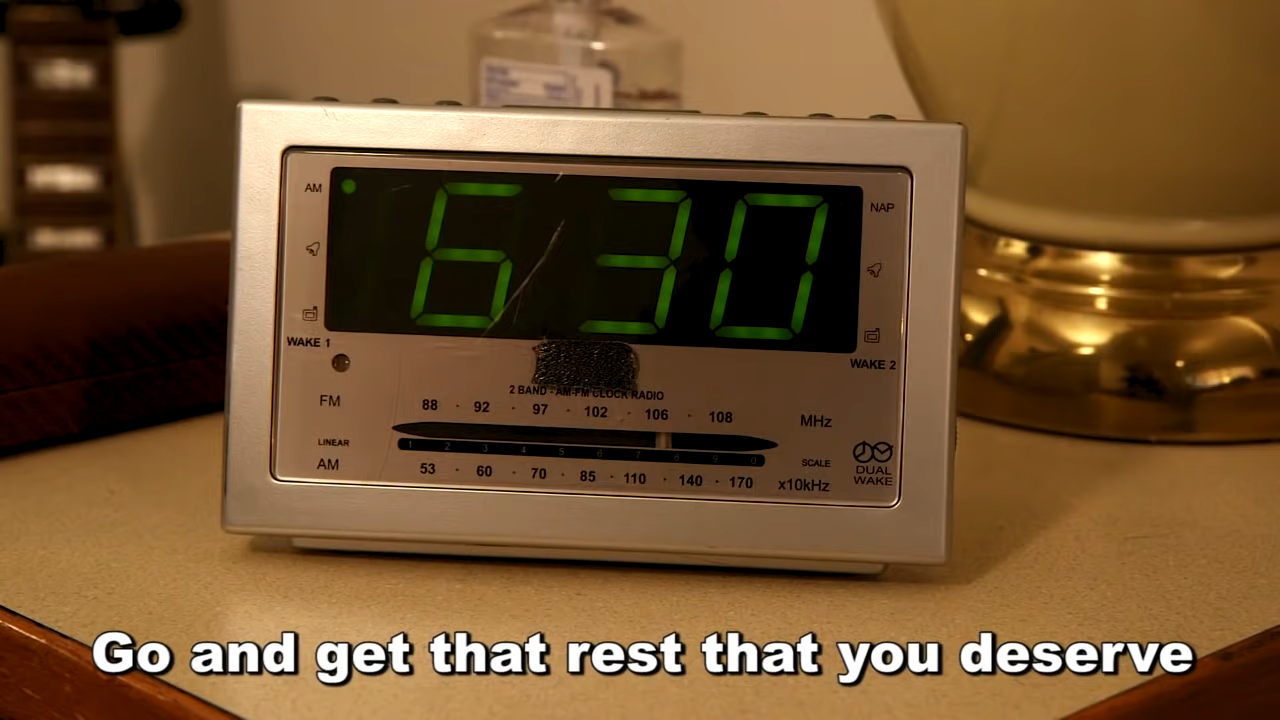 AM
6 30
NAP
WAKE 1
WAKE 2
2 BAND - AM-FM CLOCK RADIO
FM 88 · 92 · 97 · 102 · 106 · 108 MHz
LINEAR 1 2 3 4 5 6 7 8 9 0 SCALE
AM 53 · 60 · 70 · 85 · 110 · 140 · 170 x10kHz
DUAL
WAKE
Go and get that rest that you deserve